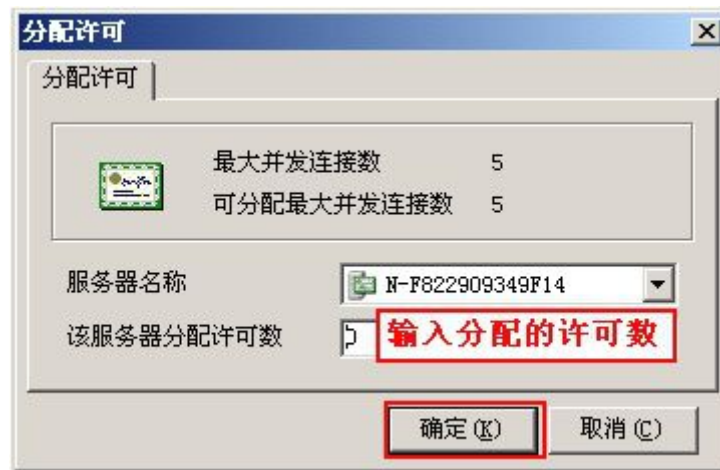 分配许可
分配许可
最大并发连接数 5
可分配最大并发连接数 5
服务器名称 N-F822909349F14
该服务器分配许可数 输入分配的许可数
确定(K) 取消(C)